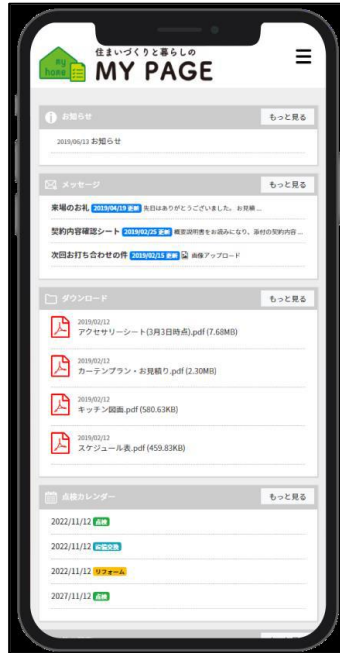 my
home
住まいづくりと暮らしの
MY PAGE
お知らせ もっと見る
2019/06/13 お知らせ
メッセージ もっと見る
来場のお礼 2019/04/19 更新 先日はありがとうございました。 お見積 ...
契約内容確認シート 2019/02/25 更新 概要説明書をお読みになり、添付の契約内容 ...
次回お打ち合わせの件 2019/02/15 更新 画像アップロード
ダウンロード もっと見る
2019/02/12
アクセサリーシート(3月3日時点).pdf (7.68MB)
2019/02/12
カーテンプラン・お見積り.pdf (2.30MB)
2019/02/12
キッチン図面.pdf (580.63KB)
2019/02/12
スケジュール表.pdf (459.83KB)
点検カレンダー もっと見る
2022/11/12 点検
2022/11/12 設備交換
2022/11/12 リフォーム
2027/11/12 点検